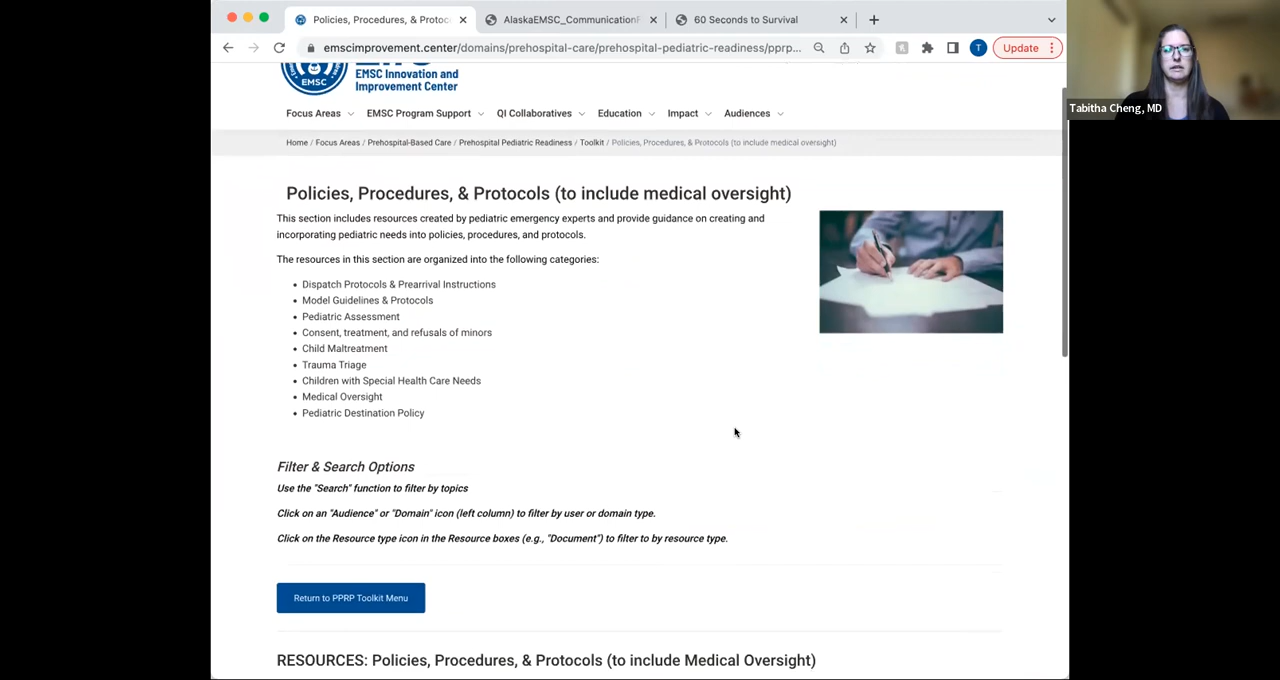 Policies, Procedures, & Protoc
AlaskaEMSC_Communication
60 Seconds to Survival
emscimprovement.center/domains/prehospital-care/prehospital-pediatric-readiness/pprp...
T
Update
Tabitha Cheng, MD
EMSC
EMSC Innovation and
Improvement Center
Focus Areas
EMSC Program Support
QI Collaboratives
Education
Impact
Audiences
Home / Focus Areas / Prehospital-Based Care / Prehospital Pediatric Readiness / Toolkit / Policies, Procedures, & Protocols (to include medical oversight)
Policies, Procedures, & Protocols (to include medical oversight)
This section includes resources created by pediatric emergency experts and provide guidance on creating and
incorporating pediatric needs into policies, procedures, and protocols.
The resources in this section are organized into the following categories:
• Dispatch Protocols & Prearrival Instructions
• Model Guidelines & Protocols
• Pediatric Assessment
• Consent, treatment, and refusals of minors
• Child Maltreatment
• Trauma Triage
• Children with Special Health Care Needs
• Medical Oversight
• Pediatric Destination Policy
Filter & Search Options
Use the "Search" function to filter by topics
Click on an "Audience" or "Domain" icon (left column) to filter by user or domain type.
Click on the Resource type icon in the Resource boxes (e.g., "Document") to filter to by resource type.
Return to PPRP Toolkit Menu
RESOURCES: Policies, Procedures, & Protocols (to include Medical Oversight)